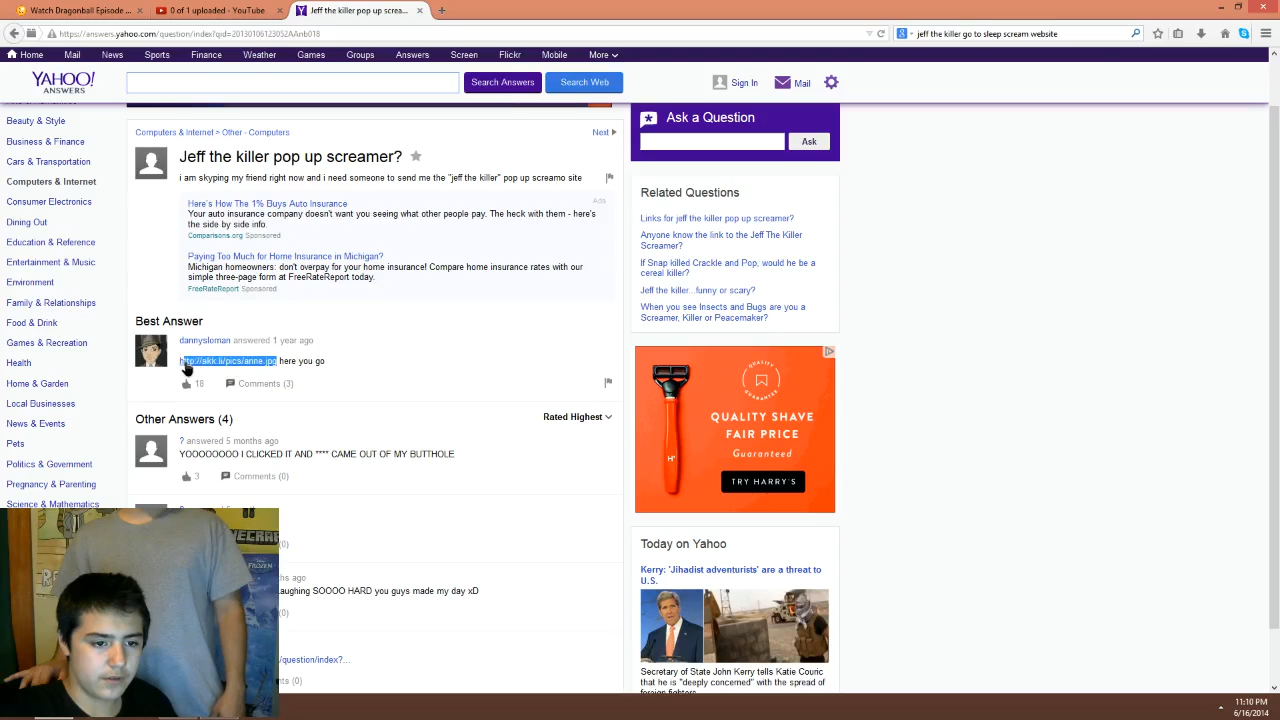 Watch Dragonball Episode ...
0 of 1 uploaded - YouTube
Jeff the killer pop up screa...
https://answers.yahoo.com/question/index?qid=20130106123052AAnb018
jeff the killer go to sleep scream website
Home Mail News Sports Finance Weather Games Groups Answers Screen Flickr Mobile More
YAHOO!
ANSWERS
Search Answers
Search Web
Sign In
Mail
Beauty & Style
Business & Finance
Cars & Transportation
Computers & Internet
Consumer Electronics
Dining Out
Education & Reference
Entertainment & Music
Environment
Family & Relationships
Food & Drink
Games & Recreation
Health
Home & Garden
Local Businesses
News & Events
Pets
Politics & Government
Pregnancy & Parenting
Science & Mathematics
Computers & Internet > Other - Computers
Next
Jeff the killer pop up screamer?
i am skyping my friend right now and i need someone to send me the "jeff the killer" pop up screamo site
Ads
Here's How The 1% Buys Auto Insurance
Your auto insurance company doesn't want you seeing what other people pay. The heck with them - here's
the side by side info.
Comparisons.org Sponsored
Paying Too Much for Home Insurance in Michigan?
Michigan homeowners: don't overpay for your home insurance! Compare home insurance rates with our
simple three-page form at FreeRateReport today.
FreeRateReport Sponsored
Best Answer
dannysloman answered 1 year ago
http://akk.li/pics/anne.jpg here you go
18 Comments (3)
Other Answers (4)
Rated Highest
? answered 5 months ago
YOOOOOOOO I CLICKED IT AND **** CAME OUT OF MY BUTTHOLE
3 Comments (0)
(0)
hs ago
aughing SOOOO HARD you guys made my day xD
(0)
/question/index?...
ts (0)
Ask a Question
Ask
Related Questions
Links for jeff the killer pop up screamer?
Anyone know the link to the Jeff The Killer
Screamer?
If Snap killed Crackle and Pop, would he be a
cereal killer?
Jeff the killer...funny or scary?
When you see Insects and Bugs are you a
Screamer, Killer or Peacemaker?
QUALITY SHAVE
FAIR PRICE
Guaranteed
TRY HARRY'S
H'
Today on Yahoo
Kerry: 'Jihadist adventurists' are a threat to
U.S.
Secretary of State John Kerry tells Katie Couric
that he is "deeply concerned" with the spread of
foreign fighters
FROZEN
11:10 PM
6/16/2014